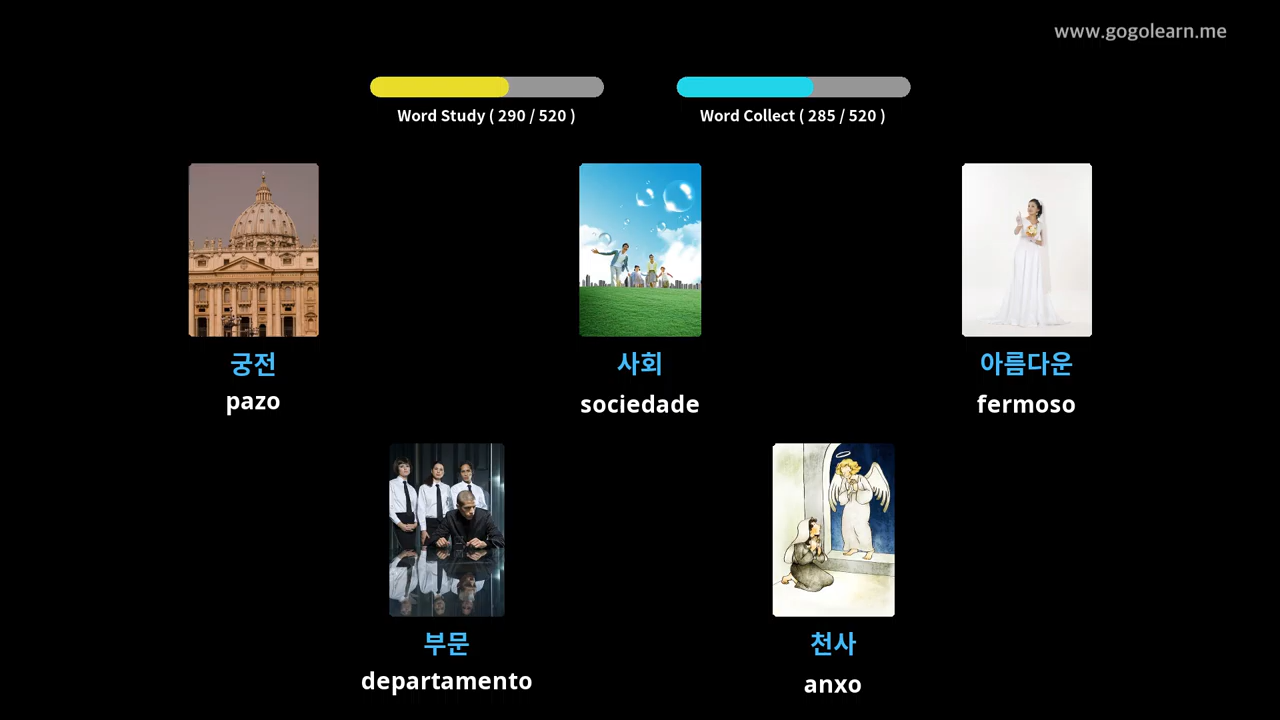 www.gogolearn.me
Word Study ( 290 / 520 )
Word Collect ( 285 / 520 )
궁전
pazo
사회
sociedade
아름다운
fermoso
부문
departamento
천사
anxo